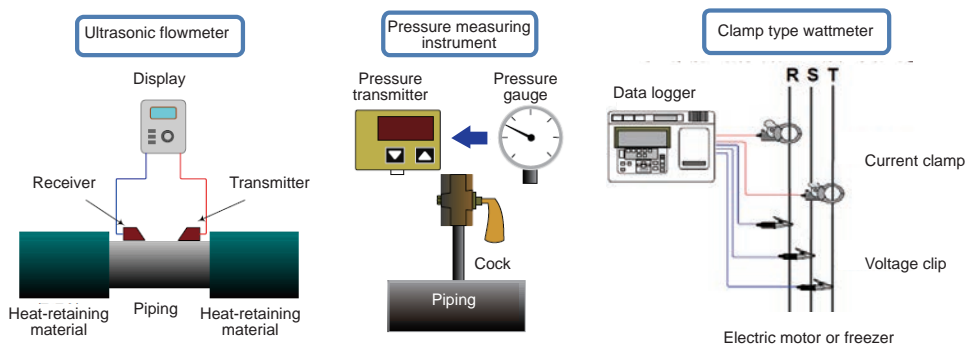 Ultrasonic flowmeter
Display
Receiver
Transmitter
Heat-retaining
material
Piping
Heat-retaining
material
Pressure measuring
instrument
Pressure
transmitter
Pressure
gauge
Cock
Piping
Clamp type wattmeter
R S T
Data logger
Current clamp
Voltage clip
Electric motor or freezer